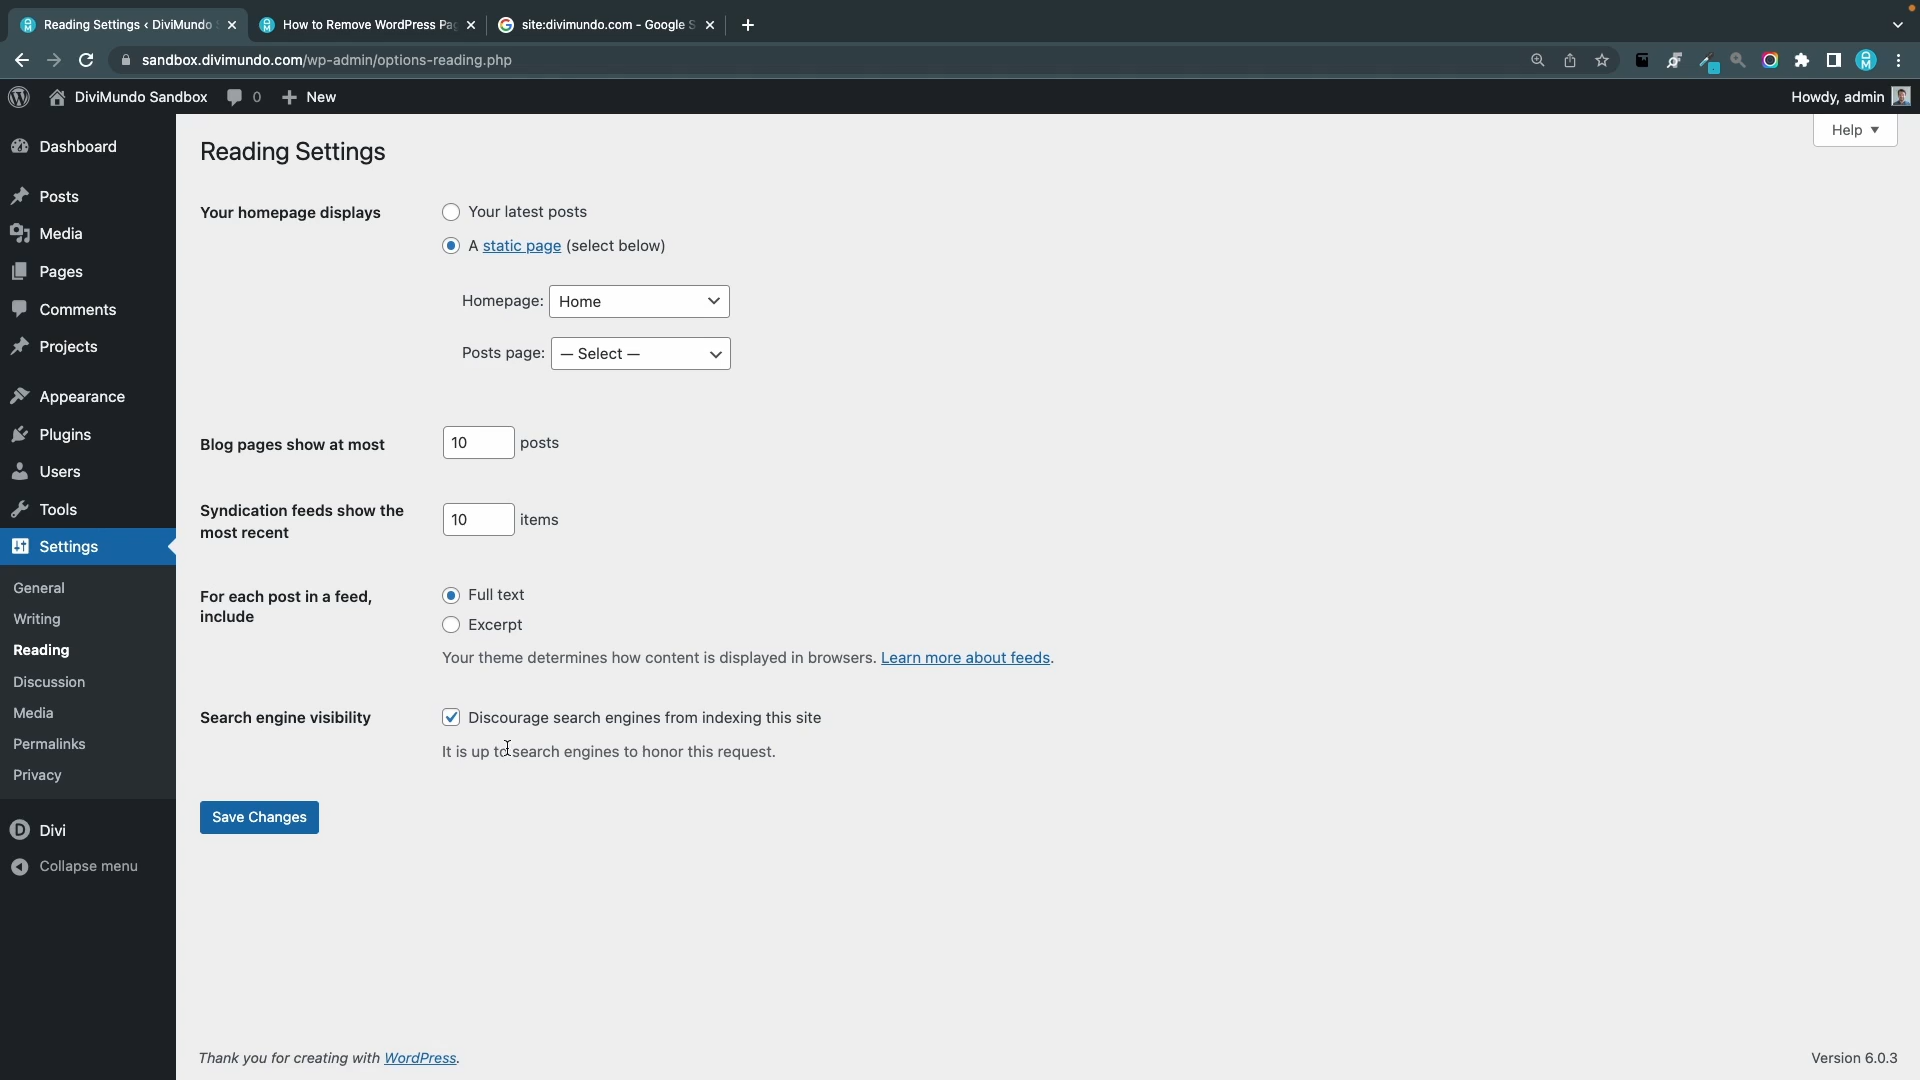 Reading Settings ‹ DiviMundo
How to Remove WordPress Pag
site:divimundo.com - Google S
sandbox.divimundo.com/wp-admin/options-reading.php
DiviMundo Sandbox
0
New
Howdy, admin
Help
Dashboard
Posts
Media
Pages
Comments
Projects
Appearance
Plugins
Users
Tools
Settings
General
Writing
Reading
Discussion
Media
Permalinks
Privacy
Divi
Collapse menu
Reading Settings
Your homepage displays
Your latest posts
A static page (select below)
Homepage: Home
Posts page: — Select —
Blog pages show at most
10 posts
Syndication feeds show the
most recent
10 items
For each post in a feed,
include
Full text
Excerpt
Your theme determines how content is displayed in browsers. Learn more about feeds.
Search engine visibility
Discourage search engines from indexing this site
It is up to search engines to honor this request.
Save Changes
Thank you for creating with WordPress.
Version 6.0.3